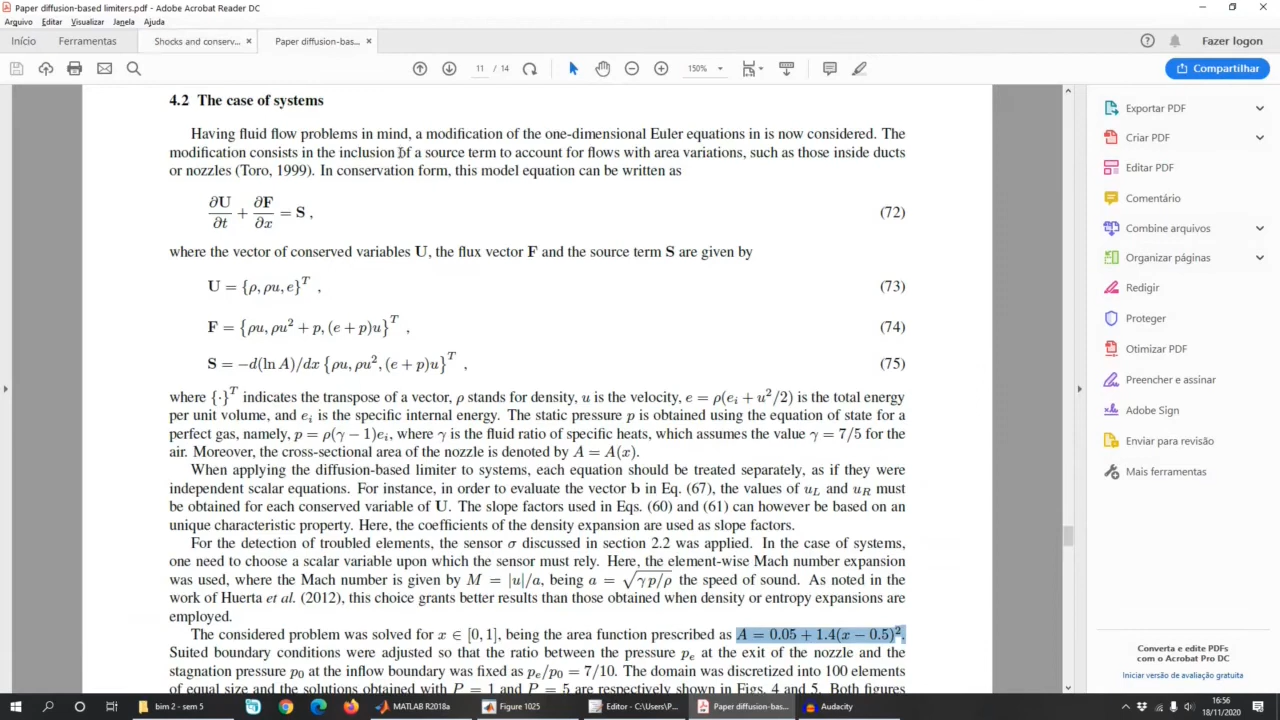 Paper diffusion-based limiters.pdf - Adobe Acrobat Reader DC
Arquivo Editar Visualizar Janela Ajuda
Início Ferramentas Shocks and conserv... × Paper diffusion-bas... × Fazer logon
11 / 14 150% Compartilhar
4.2 The case of systems
Having fluid flow problems in mind, a modification of the one-dimensional Euler equations in is now considered. The
modification consists in the inclusion of a source term to account for flows with area variations, such as those inside ducts
or nozzles (Toro, 1999). In conservation form, this model equation can be written as
∂U/∂t + ∂F/∂x = S , (72)
where the vector of conserved variables U, the flux vector F and the source term S are given by
U = {ρ, ρu, e}^T , (73)
F = {ρu, ρu² + p, (e + p)u}^T , (74)
S = −d(ln A)/dx {ρu, ρu², (e + p)u}^T , (75)
where {·}^T indicates the transpose of a vector, ρ stands for density, u is the velocity, e = ρ(e_i + u²/2) is the total energy
per unit volume, and e_i is the specific internal energy. The static pressure p is obtained using the equation of state for a
perfect gas, namely, p = ρ(γ − 1)e_i, where γ is the fluid ratio of specific heats, which assumes the value γ = 7/5 for the
air. Moreover, the cross-sectional area of the nozzle is denoted by A = A(x).
When applying the diffusion-based limiter to systems, each equation should be treated separately, as if they were
independent scalar equations. For instance, in order to evaluate the vector b in Eq. (67), the values of u_L and u_R must
be obtained for each conserved variable of U. The slope factors used in Eqs. (60) and (61) can however be based on an
unique characteristic property. Here, the coefficients of the density expansion are used as slope factors.
For the detection of troubled elements, the sensor σ discussed in section 2.2 was applied. In the case of systems,
one need to choose a scalar variable upon which the sensor must rely. Here, the element-wise Mach number expansion
was used, where the Mach number is given by M = |u|/a, being a = √(γ p/ρ) the speed of sound. As noted in the
work of Huerta et al. (2012), this choice grants better results than those obtained when density or entropy expansions are
employed.
The considered problem was solved for x ∈ [0, 1], being the area function prescribed as A = 0.05 + 1.4(x − 0.5)².
Suited boundary conditions were adjusted so that the ratio between the pressure p_e at the exit of the nozzle and the
stagnation pressure p_0 at the inflow boundary was fixed as p_e/p_0 = 7/10. The domain was discretized into 100 elements
of equal size and the solutions obtained with P = 1 and P = 5 are respectively shown in Figs. 4 and 5. Both figures
Exportar PDF
Criar PDF
Editar PDF
Comentário
Combine arquivos
Organizar páginas
Redigir
Proteger
Otimizar PDF
Preencher e assinar
Adobe Sign
Enviar para revisão
Mais ferramentas
Converta e edite PDFs
com o Acrobat Pro DC
Iniciar versão de avaliação gratuita
bim 2 - sem 5 MATLAB R2018a Figure 1025 Editor - C:\Users\P... Paper diffusion-bas... Audacity
16:56
18/11/2020